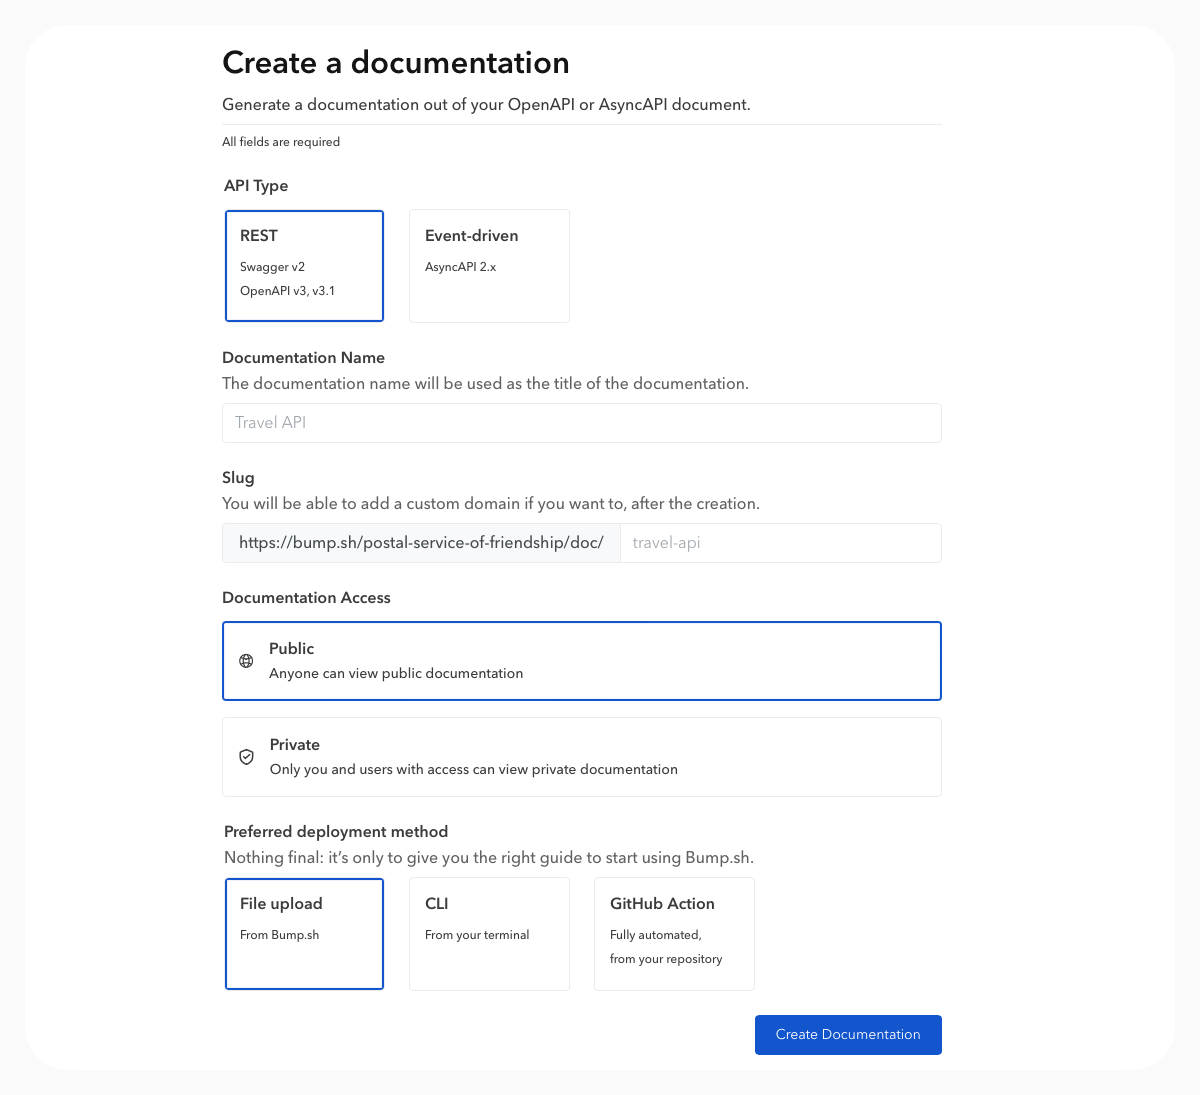 Create a documentation
Generate a documentation out of your OpenAPI or AsyncAPI document.
All fields are required
API Type
REST
Swagger v2
OpenAPI v3, v3.1
Event-driven
AsyncAPI 2.x
Documentation Name
The documentation name will be used as the title of the documentation.
Travel API
Slug
You will be able to add a custom domain if you want to, after the creation.
https://bump.sh/postal-service-of-friendship/doc/ travel-api
Documentation Access
Public
Anyone can view public documentation
Private
Only you and users with access can view private documentation
Preferred deployment method
Nothing final: it’s only to give you the right guide to start using Bump.sh.
File upload
From Bump.sh
CLI
From your terminal
GitHub Action
Fully automated,
from your repository
Create Documentation